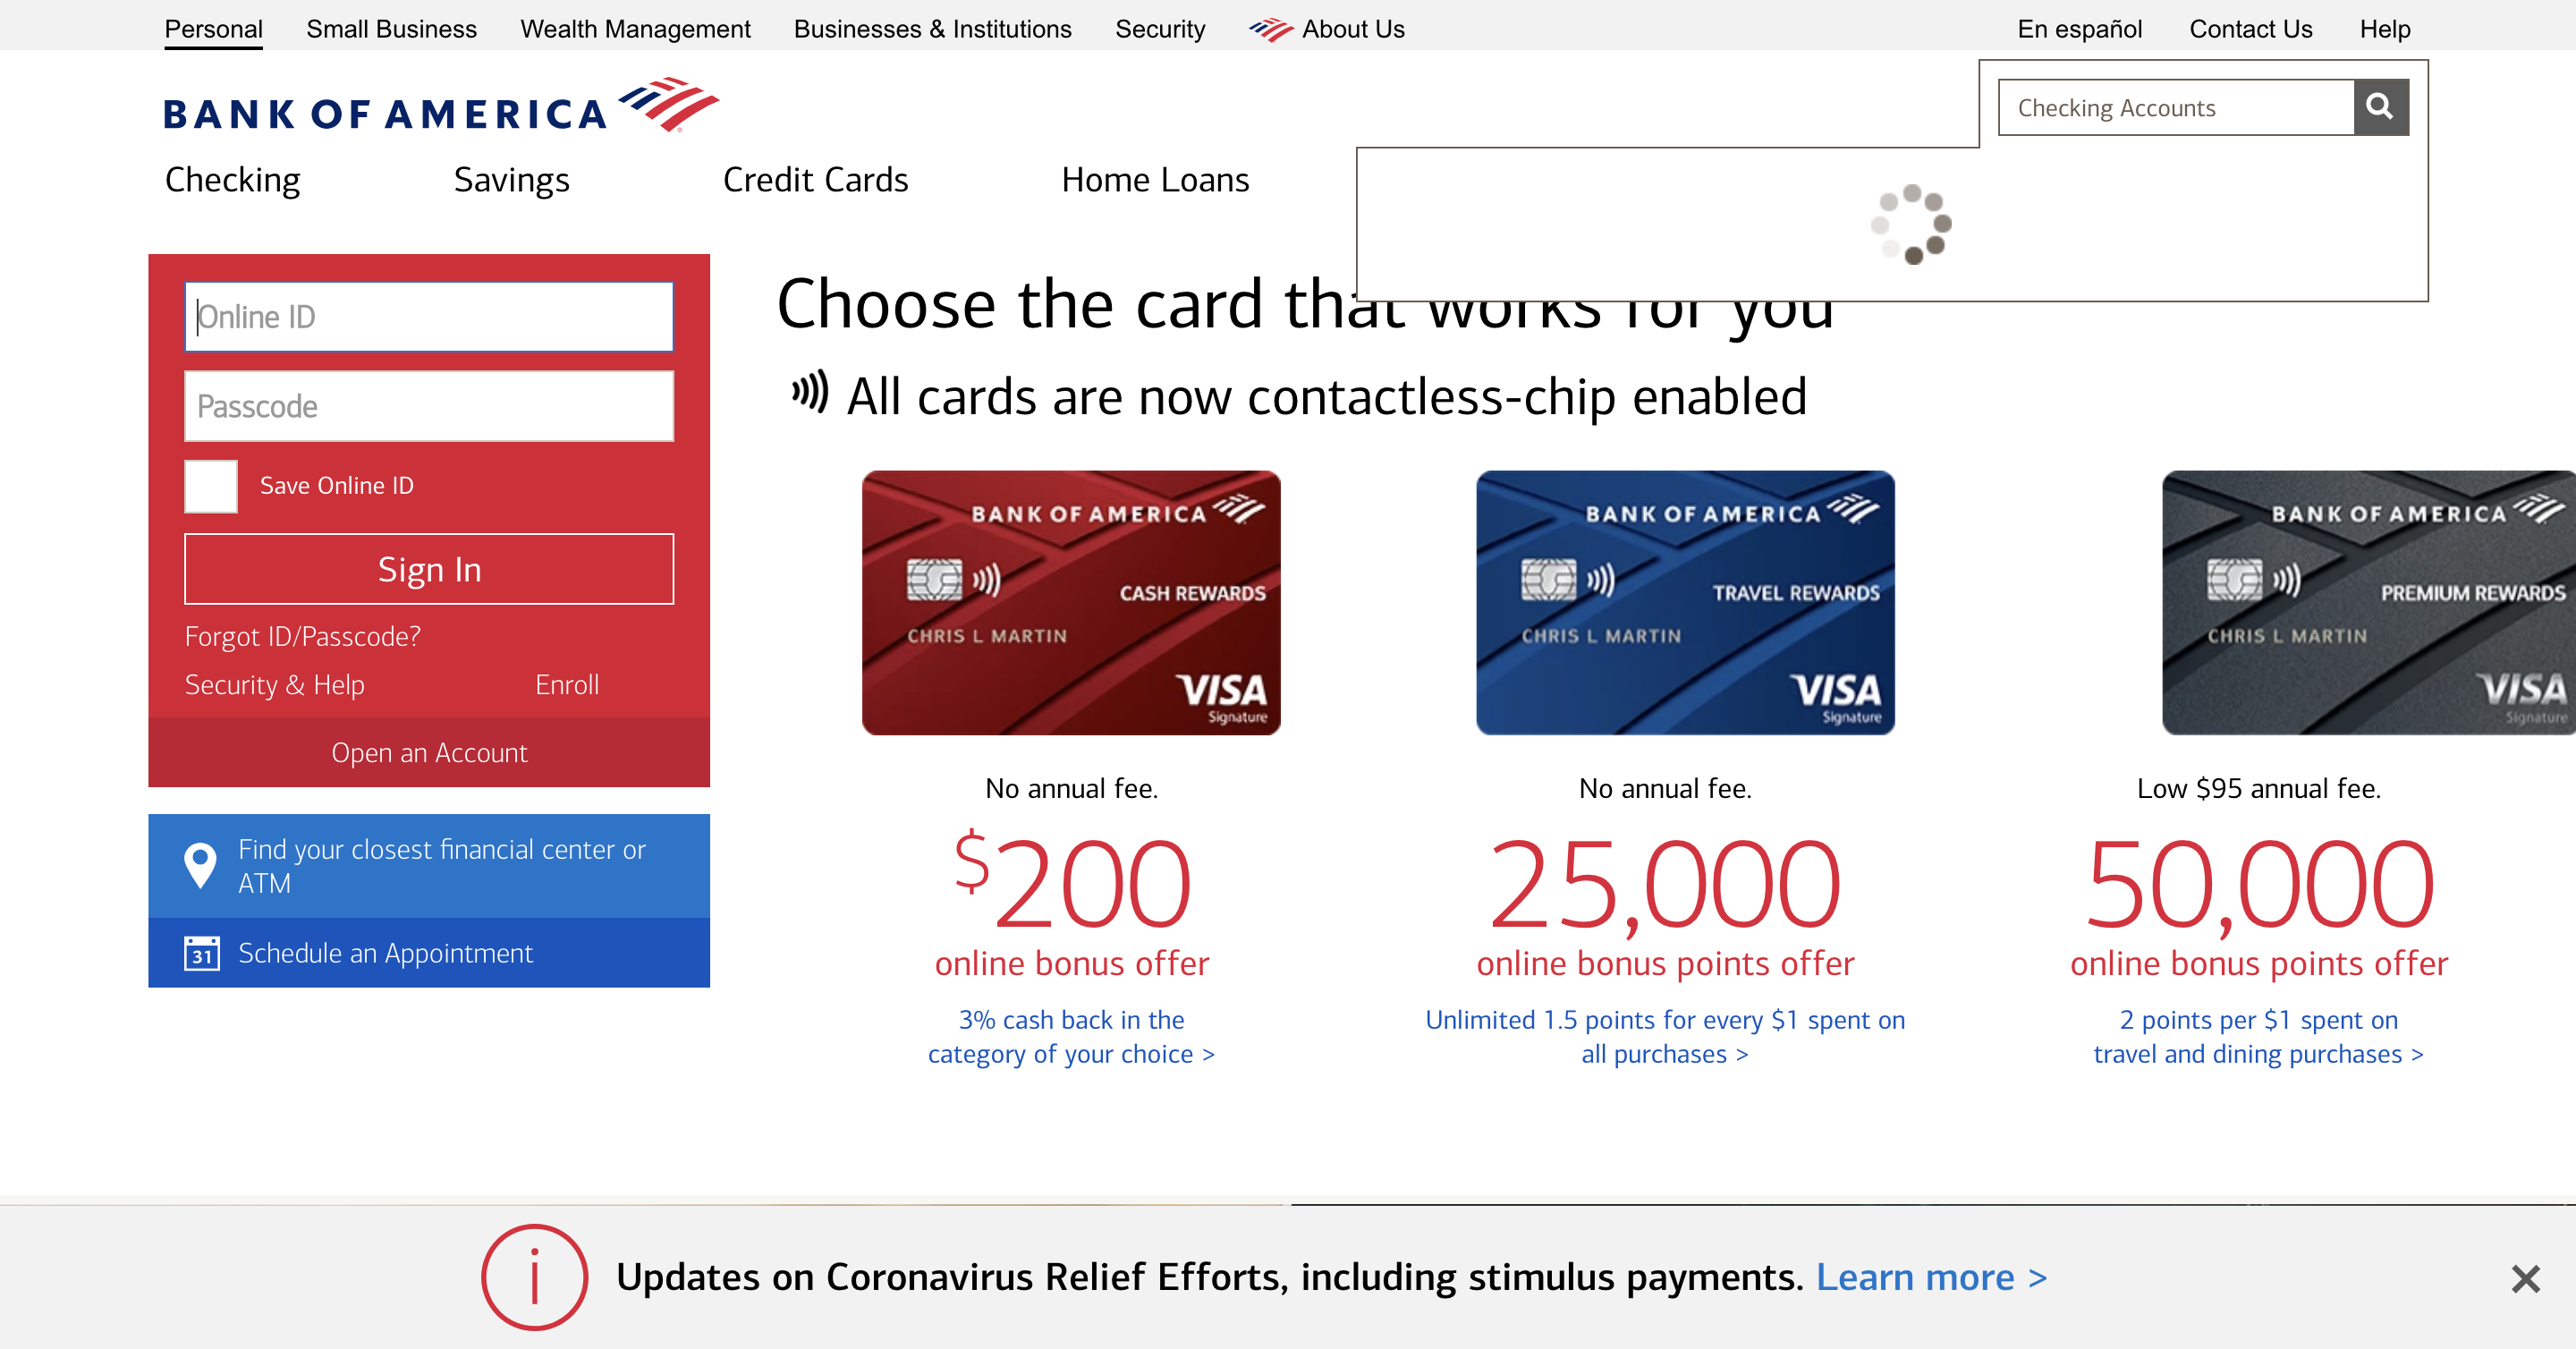 Personal Small Business Wealth Management Businesses & Institutions Security About Us En español Contact Us Help
BANK OF AMERICA
Checking Accounts
Checking Savings Credit Cards Home Loans
Online ID
Passcode
Save Online ID
Sign In
Forgot ID/Passcode?
Security & Help Enroll
Open an Account
Find your closest financial center or
ATM
31
Schedule an Appointment
Choose the card that works for you
All cards are now contactless-chip enabled
BANK OF AMERICA
CASH REWARDS
CHRIS L MARTIN
VISA
Signature
No annual fee.
$200
online bonus offer
3% cash back in the
category of your choice >
BANK OF AMERICA
TRAVEL REWARDS
CHRIS L MARTIN
VISA
Signature
No annual fee.
25,000
online bonus points offer
Unlimited 1.5 points for every $1 spent on
all purchases >
BANK OF AMERICA
PREMIUM REWARDS
CHRIS L MARTIN
VISA
Signature
Low $95 annual fee.
50,000
online bonus points offer
2 points per $1 spent on
travel and dining purchases >
Updates on Coronavirus Relief Efforts, including stimulus payments. Learn more >